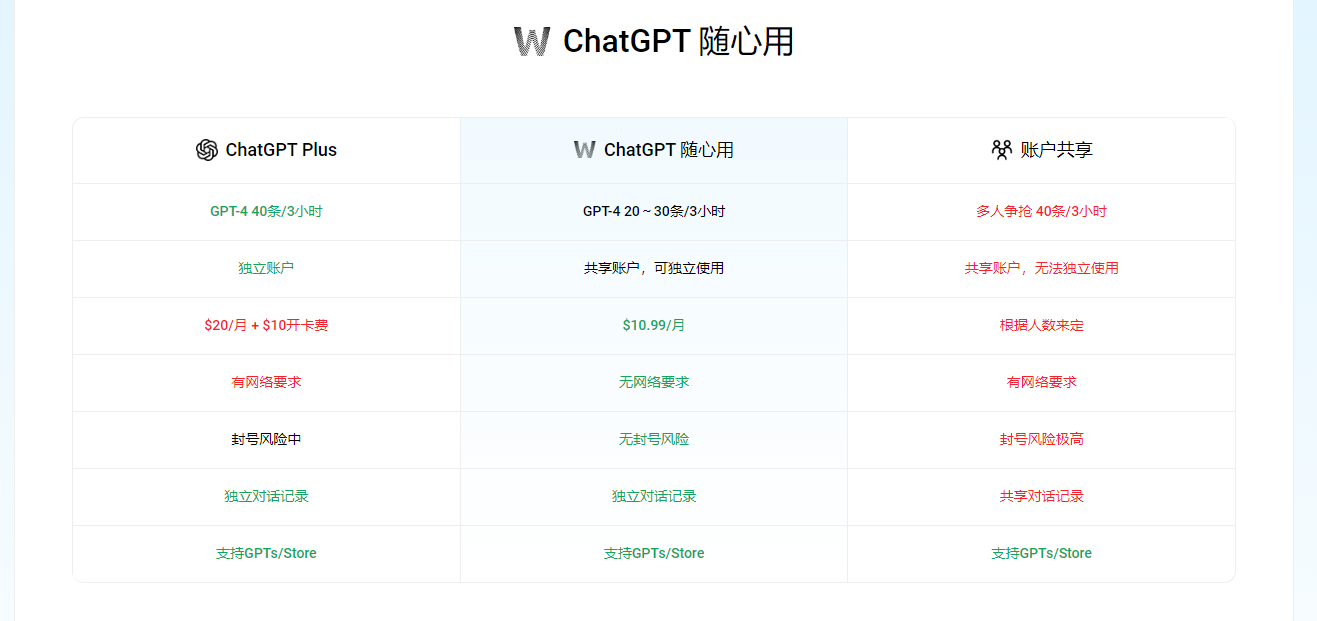 W ChatGPT 随心用
ChatGPT Plus
W ChatGPT 随心用
账户共享
GPT-4 40条/3小时
GPT-4 20 ~ 30条/3小时
多人争抢 40条/3小时
独立账户
共享账户，可独立使用
共享账户，无法独立使用
$20/月 + $10开卡费
$10.99/月
根据人数来定
有网络要求
无网络要求
有网络要求
封号风险中
无封号风险
封号风险极高
独立对话记录
独立对话记录
共享对话记录
支持GPTs/Store
支持GPTs/Store
支持GPTs/Store